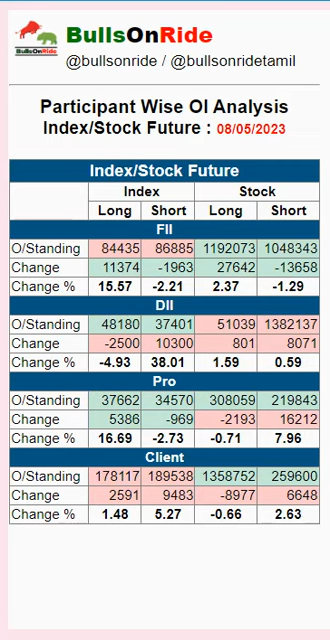 BullsOnRide
BullsOnRide
@bullsonride / @bullsonridetamil
Participant Wise OI Analysis
Index/Stock Future : 08/05/2023
Index/Stock Future
Index Stock
Long Short Long Short
FII
O/Standing 84435 86885 1192073 1048343
Change 11374 -1963 27642 -13658
Change % 15.57 -2.21 2.37 -1.29
DII
O/Standing 48180 37401 51039 1382137
Change -2500 10300 801 8071
Change % -4.93 38.01 1.59 0.59
Pro
O/Standing 37662 34570 308059 219843
Change 5386 -969 -2193 16212
Change % 16.69 -2.73 -0.71 7.96
Client
O/Standing 178117 189538 1358752 259600
Change 2591 9483 -8977 6648
Change % 1.48 5.27 -0.66 2.63